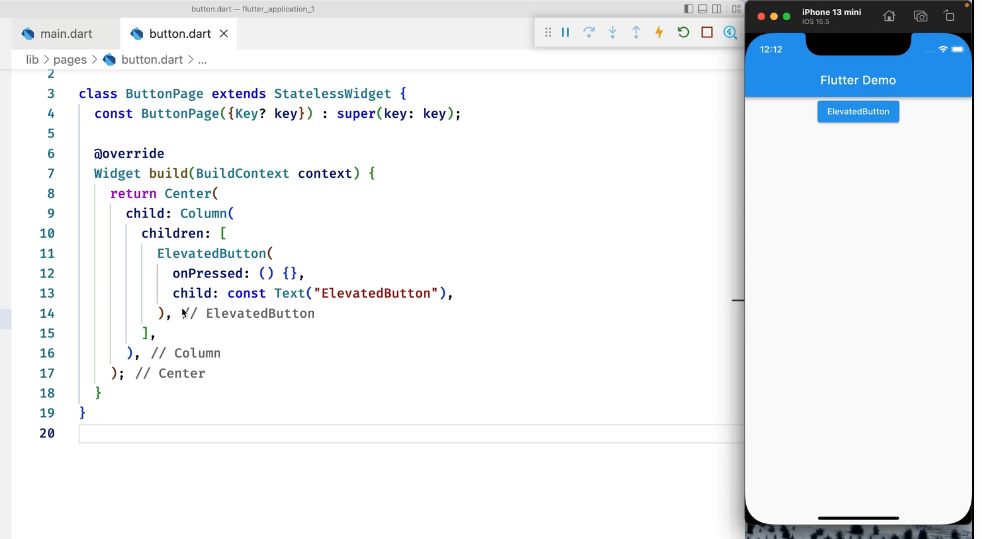 button.dart — flutter_application_1
main.dart
button.dart
lib > pages > button.dart > ...
2
3 class ButtonPage extends StatelessWidget {
4 const ButtonPage({Key? key}) : super(key: key);
5
6 @override
7 Widget build(BuildContext context) {
8 return Center(
9 child: Column(
10 children: [
11 ElevatedButton(
12 onPressed: () {},
13 child: const Text("ElevatedButton"),
14 ), // ElevatedButton
15 ],
16 ), // Column
17 ); // Center
18 }
19 }
20
iPhone 13 mini
iOS 15.5
12:12
Flutter Demo
ElevatedButton